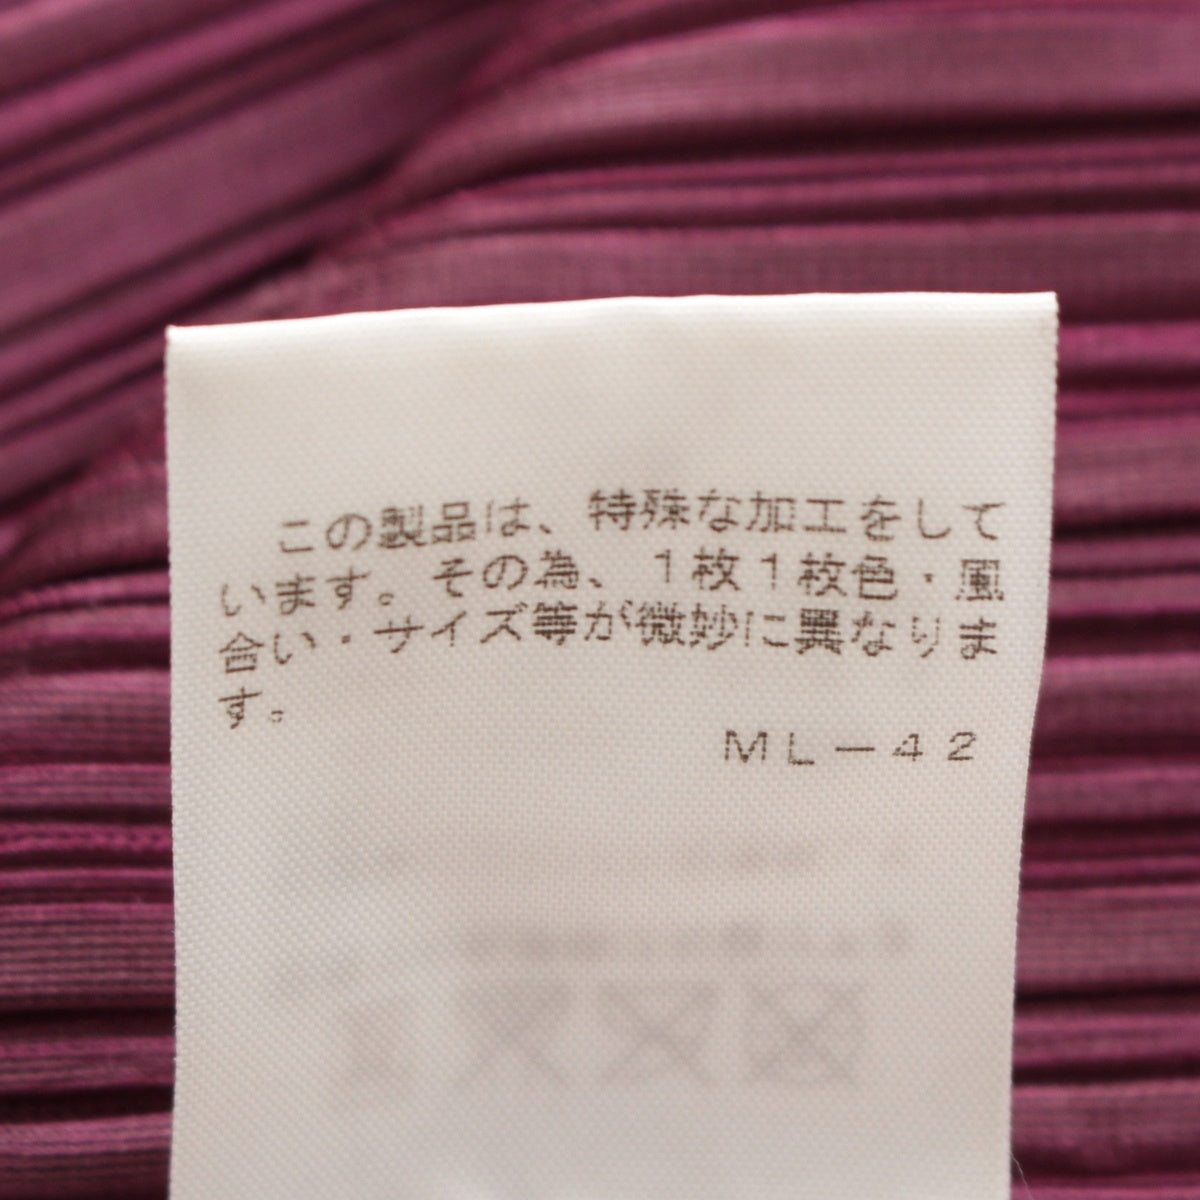 この製品は、特殊な加工をして
います。その為、１枚１枚色・風
合い・サイズ等が微妙に異なりま
す。
ＭＬ－４２